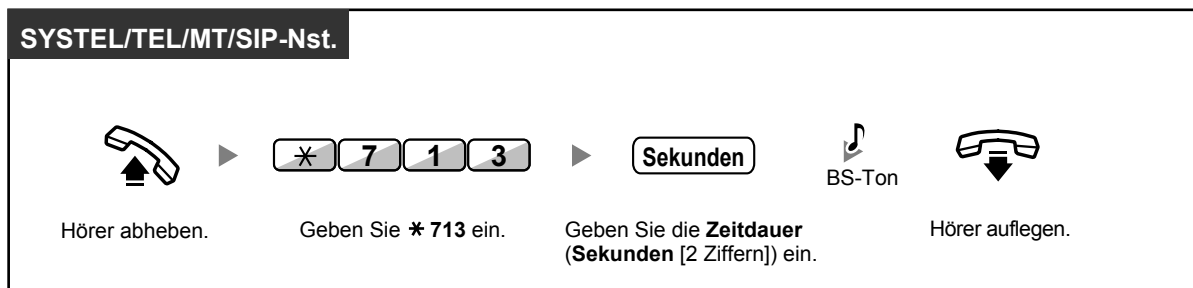 SYSTEL/TEL/MT/SIP-Nst.
* 7 1 3
Sekunden
BS-Ton
Hörer abheben.
Geben Sie * 713 ein.
Geben Sie die Zeitdauer
(Sekunden [2 Ziffern]) ein.
Hörer auflegen.